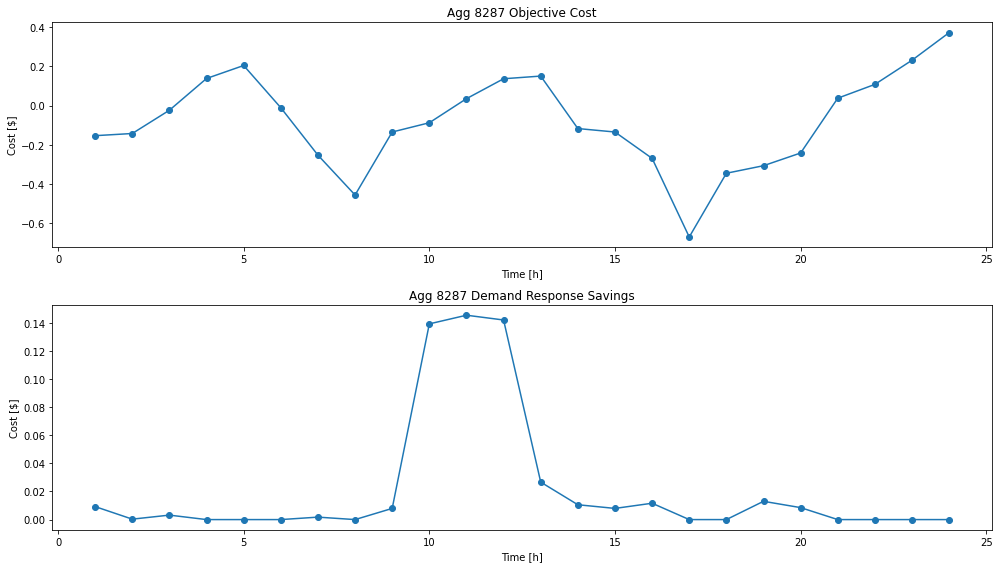 Agg 8287 Objective Cost
0.4
0.2
0.0
−0.2
−0.4
−0.6
Cost [$]
0 5 10 15 20 25
Time [h]
Agg 8287 Demand Response Savings
0.14
0.12
0.10
0.08
0.06
0.04
0.02
0.00
Cost [$]
0 5 10 15 20 25
Time [h]